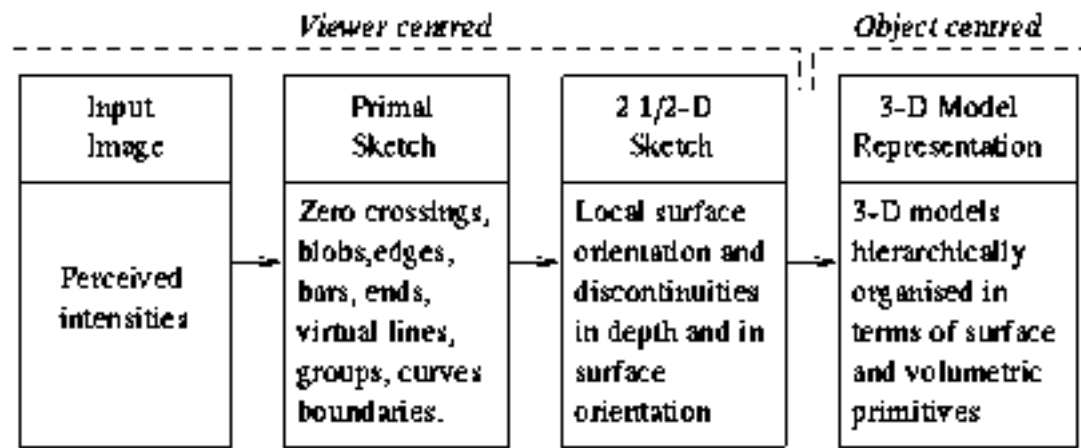 Viewer centred
Object centred
Input
Image
Perceived
intensities
Primal
Sketch
Zero crossings,
blobs,edges,
bars, ends,
virtual lines,
groups, curves
boundaries.
2 1/2-D
Sketch
Local surface
orientation and
discontinuities
in depth and in
surface
orientation
3-D Model
Representation
3-D models
hierarchically
organised in
terms of surface
and volumetric
primitives